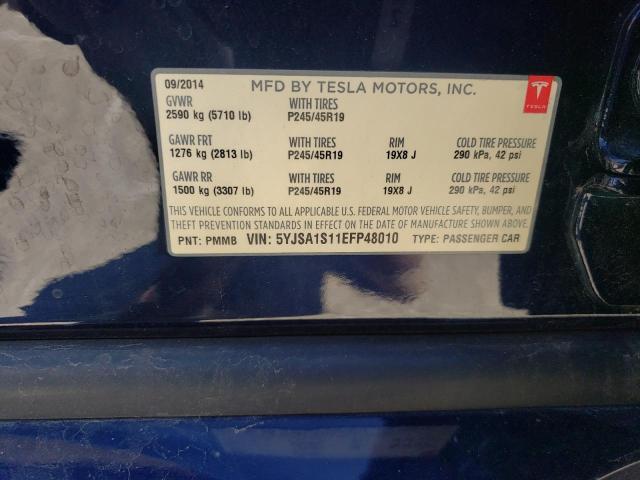 09/2014 MFD BY TESLA MOTORS, INC.
GVWR WITH TIRES
2590 kg (5710 lb) P245/45R19
TESLA
GAWR FRT WITH TIRES RIM COLD TIRE PRESSURE
1276 kg (2813 lb) P245/45R19 19X8 J 290 kPa, 42 psi
GAWR RR WITH TIRES RIM COLD TIRE PRESSURE
1500 kg (3307 lb) P245/45R19 19X8 J 290 kPa, 42 psi
THIS VEHICLE CONFORMS TO ALL APPLICABLE U.S. FEDERAL MOTOR VEHICLE SAFETY, BUMPER, AND
THEFT PREVENTION STANDARDS IN EFFECT ON THE DATE OF MANUFACTURE SHOWN ABOVE.
PNT: PMMB VIN: 5YJSA1S11EFP48010 TYPE: PASSENGER CAR